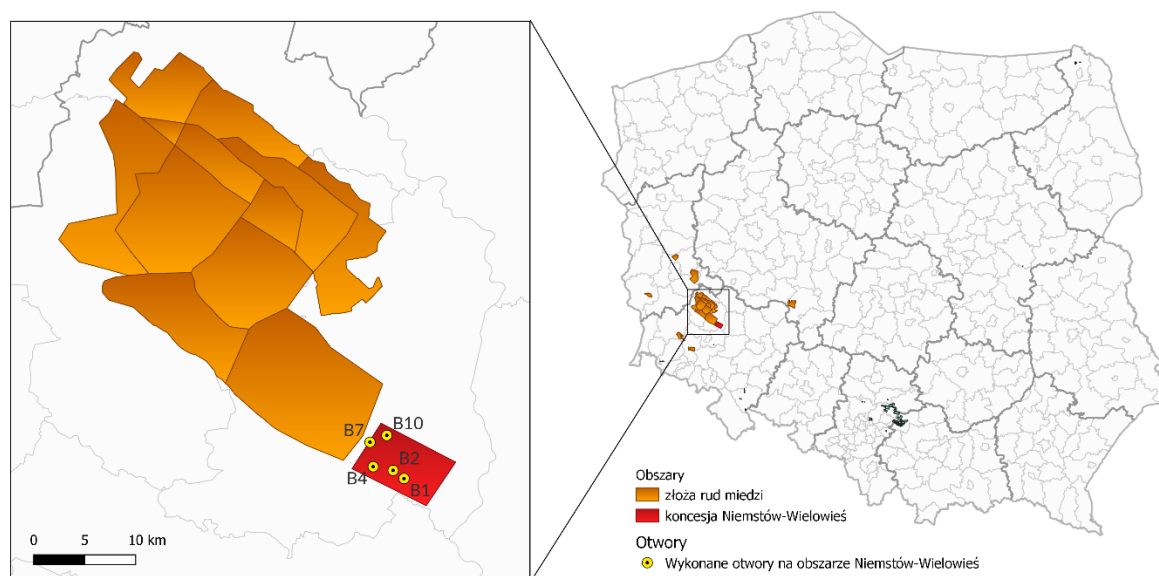 B10
B7
B2
B4
B1
0 5 10 km
Obszary
złoża rud miedzi
koncesja Niemstów-Wielowieś
Otwory
Wykonane otwory na obszarze Niemstów-Wielowieś